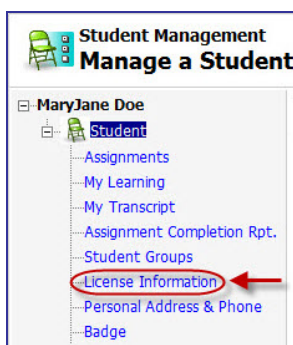 Student Management
Manage a Student
MaryJane Doe
Student
Assignments
My Learning
My Transcript
Assignment Completion Rpt.
Student Groups
License Information
Personal Address & Phone
Badge